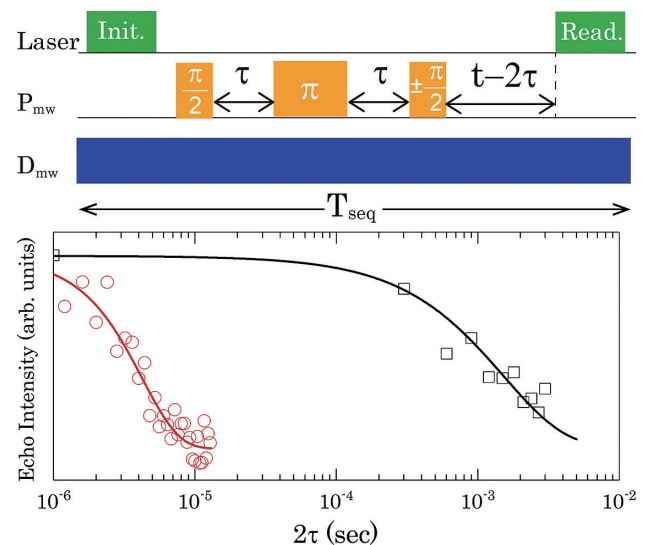 Laser Init. Read.
P_mw π/2 τ π τ ±π/2 t−2τ
D_mw
T_seq
Echo Intensity (arb. units)
10^-6 10^-5 10^-4 10^-3 10^-2
2τ (sec)